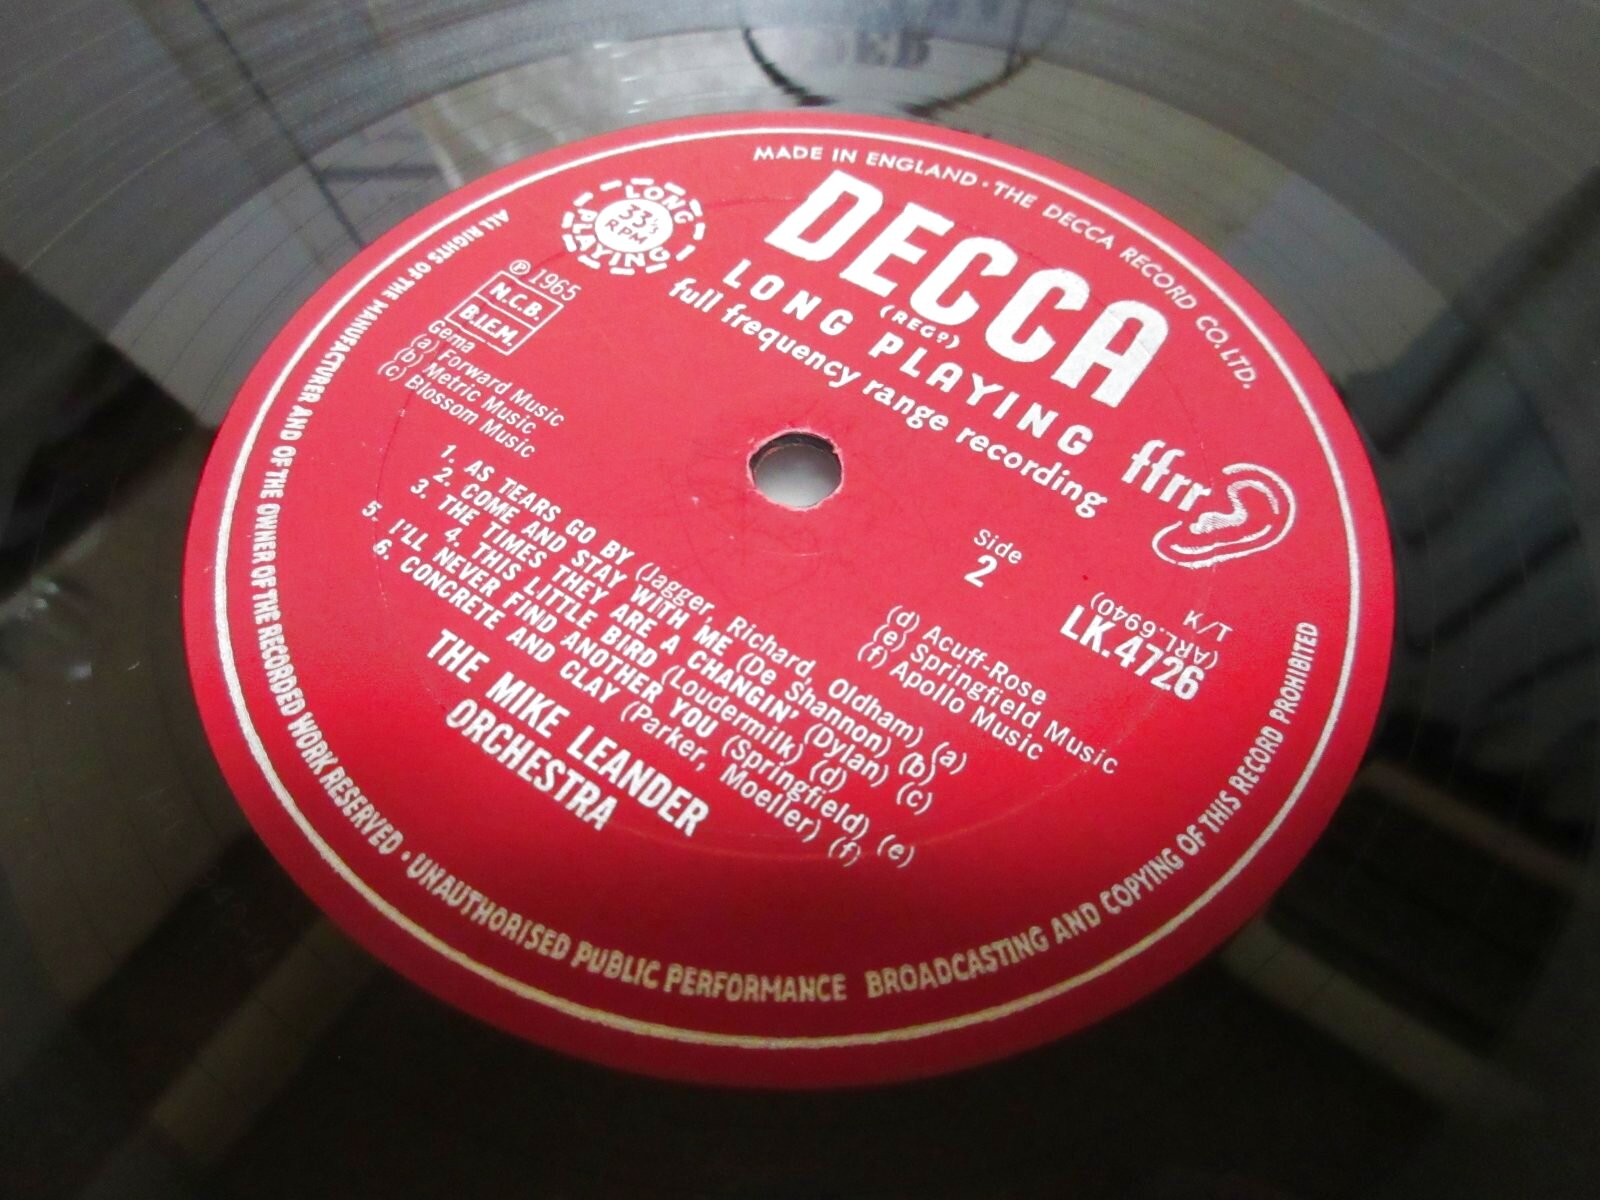 MADE IN ENGLAND · THE DECCA RECORD CO. LTD.
DECCA
(REGD)
LONG PLAYING
full frequency range recording
ffrr
LONG PLAYING
33⅓
RPM
℗ 1965
N.C.B.
B.I.E.M.
Gema
(a) Forward Music
(b) Metric Music
(c) Blossom Music
Side
2
(ARL.6940)
1/K
LK.4726
(d) Acuff-Rose
(e) Springfield Music
(f) Apollo Music
1. AS TEARS GO BY (Jagger, Richard, Oldham) (a)
2. COME AND STAY WITH ME (De Shannon) (b)
3. THE TIMES THEY ARE A CHANGIN' (Dylan) (c)
4. THIS LITTLE BIRD (Loudermilk) (d)
5. I'LL NEVER FIND ANOTHER YOU (Springfield) (e)
6. CONCRETE AND CLAY (Parker, Moeller) (f)
THE MIKE LEANDER
ORCHESTRA
ALL RIGHTS OF THE MANUFACTURER AND OF THE OWNER OF THE RECORDED WORK RESERVED · UNAUTHORISED PUBLIC PERFORMANCE BROADCASTING AND COPYING OF THIS RECORD PROHIBITED